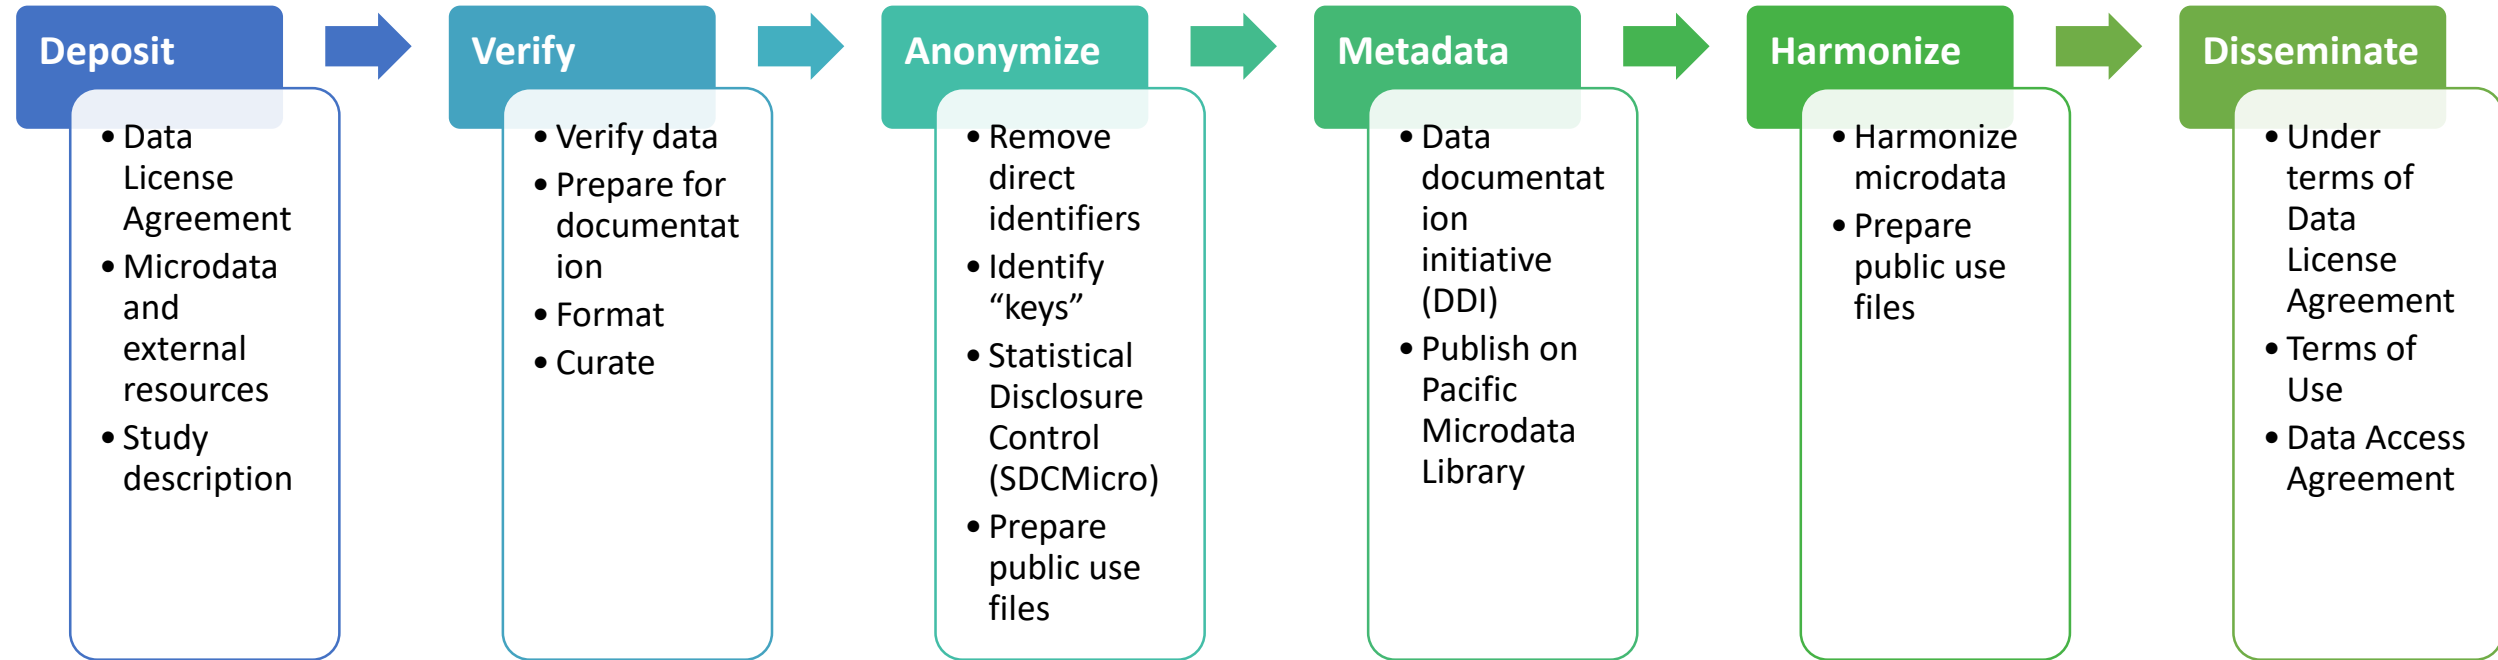 Deposit
• Data
License
Agreement
• Microdata
and
external
resources
• Study
description
Verify
• Verify data
• Prepare for
documentat
ion
• Format
• Curate
Anonymize
• Remove
direct
identifiers
• Identify
“keys”
• Statistical
Disclosure
Control
(SDCMicro)
• Prepare
public use
files
Metadata
• Data
documentat
ion
initiative
(DDI)
• Publish on
Pacific
Microdata
Library
Harmonize
• Harmonize
microdata
• Prepare
public use
files
Disseminate
• Under
terms of
Data
License
Agreement
• Terms of
Use
• Data Access
Agreement